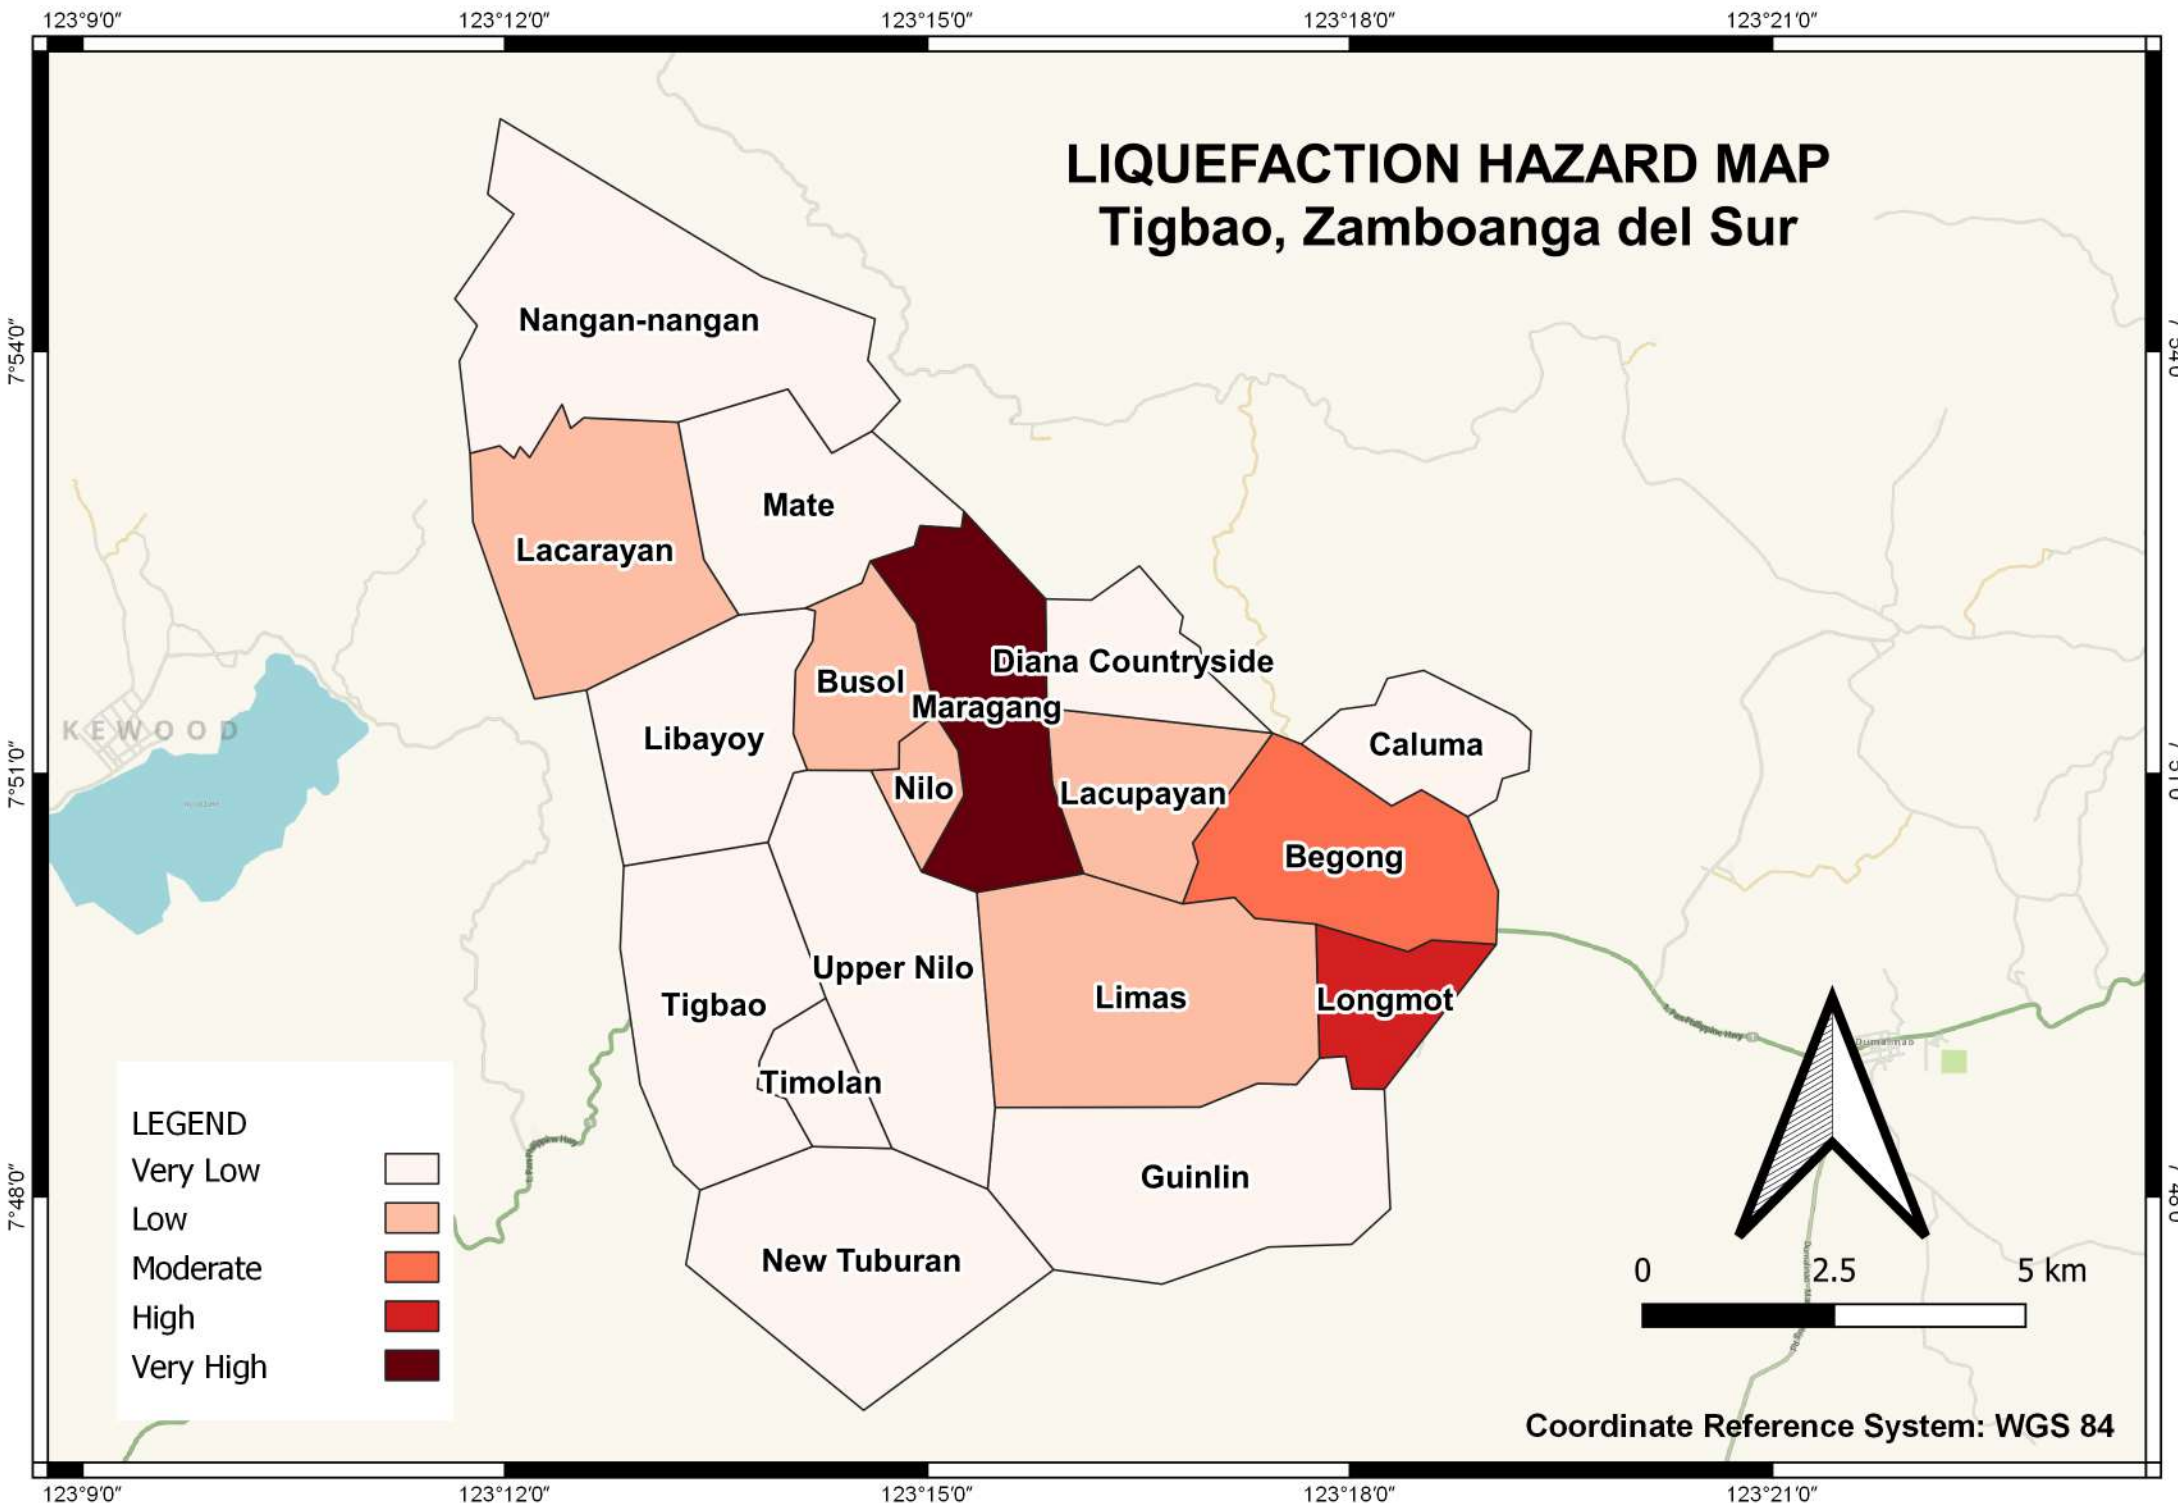 123°9'0" 123°12'0" 123°15'0" 123°18'0" 123°21'0"
LIQUEFACTION HAZARD MAP
Tigbao, Zamboanga del Sur
7°54'0"
Nangan-nangan
Mate
Lacarayan
Diana Countryside
Busol
Maragang
KEWOOD
Libayoy
Caluma
7°51'0"
Nilo
Lacupayan
Begong
Upper Nilo
Limas
Longmot
Tigbao
Dumalinao
Timolan
Guinlin
7°48'0"
New Tuburan
LEGEND
Very Low
Low
Moderate
High
Very High
0 2.5 5 km
Coordinate Reference System: WGS 84
123°9'0" 123°12'0" 123°15'0" 123°18'0" 123°21'0"